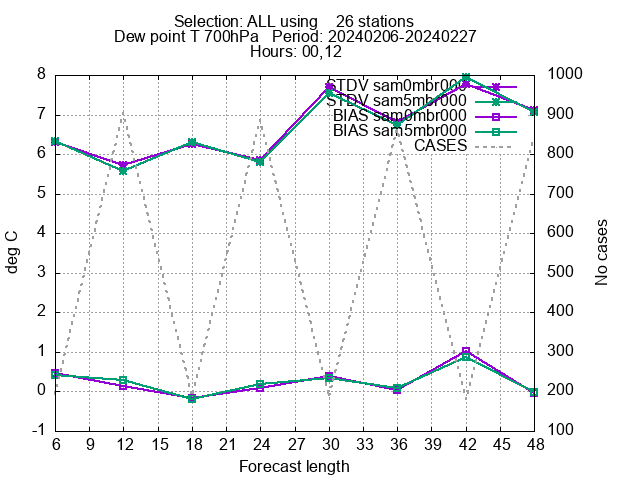 Selection: ALL using    26 stations
Dew point T 700hPa   Period: 20240206-20240227
Hours: 00,12
STDV sam0mbr000
STDV sam5mbr000
BIAS sam0mbr000
BIAS sam5mbr000
CASES
8
7
6
5
4
3
2
1
0
-1
deg C
1000
900
800
700
600
500
400
300
200
100
No cases
6 9 12 15 18 21 24 27 30 33 36 39 42 45 48
Forecast length